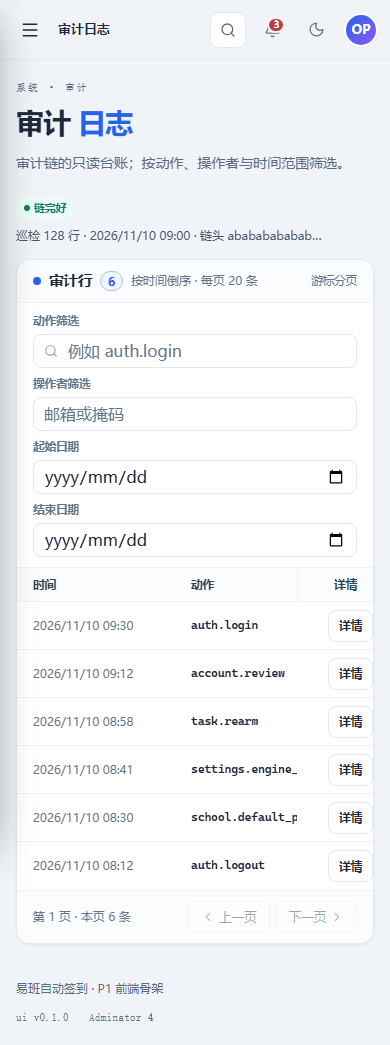 审计日志
3
OP
系统 · 审计
审计 日志
审计链的只读台账；按动作、操作者与时间范围筛选。
链完好
巡检 128 行 · 2026/11/10 09:00 · 链头 abababababab…
审计行 6 按时间倒序 · 每页 20 条 游标分页
动作筛选
例如 auth.login
操作者筛选
邮箱或掩码
起始日期
yyyy/mm/dd
结束日期
yyyy/mm/dd
时间 动作 详情
2026/11/10 09:30 auth.login 详情
2026/11/10 09:12 account.review 详情
2026/11/10 08:58 task.rearm 详情
2026/11/10 08:41 settings.engine_ 详情
2026/11/10 08:30 school.default_p 详情
2026/11/10 08:12 auth.logout 详情
第 1 页 · 本页 6 条 上一页 下一页
易班自动签到 · P1 前端骨架
ui v0.1.0 Adminator 4